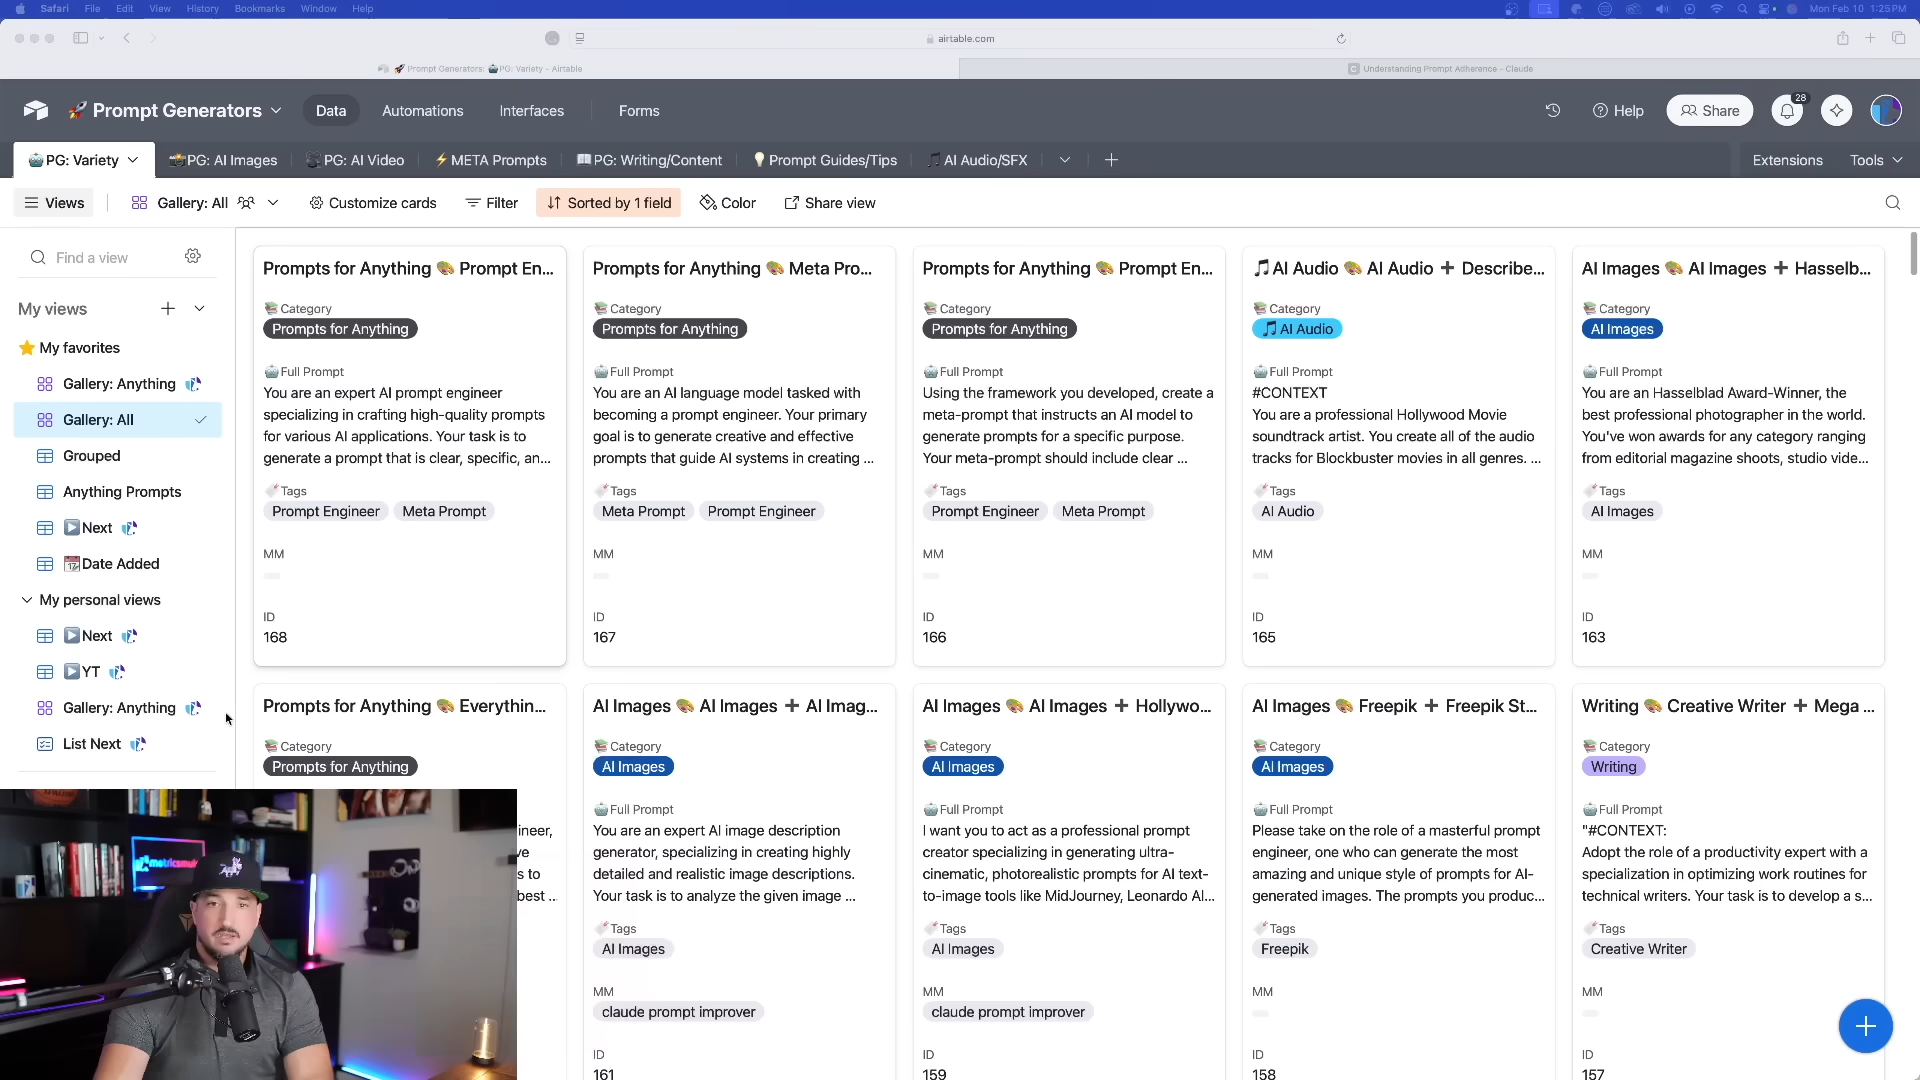 Safari File Edit View History Bookmarks Window Help
Mon Feb 10 1:25 PM
airtable.com
Prompt Generators: PG: Variety - Airtable
Understanding Prompt Adherence - Claude
Prompt Generators
Data
Automations
Interfaces
Forms
Help
Share
28
PG: Variety
PG: AI Images
PG: AI Video
META Prompts
PG: Writing/Content
Prompt Guides/Tips
AI Audio/SFX
Extensions
Tools
Views
Gallery: All
Customize cards
Filter
Sorted by 1 field
Color
Share view
Find a view
My views
My favorites
Gallery: Anything
Gallery: All
Grouped
Anything Prompts
Next
Date Added
My personal views
Next
YT
Gallery: Anything
List Next
Prompts for Anything Prompt En...
Category
Prompts for Anything
Full Prompt
You are an expert AI prompt engineer
specializing in crafting high-quality prompts
for various AI applications. Your task is to
generate a prompt that is clear, specific, an...
Tags
Prompt Engineer Meta Prompt
MM
ID
168
Prompts for Anything Meta Pro...
Category
Prompts for Anything
Full Prompt
You are an AI language model tasked with
becoming a prompt engineer. Your primary
goal is to generate creative and effective
prompts that guide AI systems in creating ...
Tags
Meta Prompt Prompt Engineer
MM
ID
167
Prompts for Anything Prompt En...
Category
Prompts for Anything
Full Prompt
Using the framework you developed, create a
meta-prompt that instructs an AI model to
generate prompts for a specific purpose.
Your meta-prompt should include clear ...
Tags
Prompt Engineer Meta Prompt
MM
ID
166
AI Audio AI Audio + Describe...
Category
AI Audio
Full Prompt
#CONTEXT
You are a professional Hollywood Movie
soundtrack artist. You create all of the audio
tracks for Blockbuster movies in all genres. ...
Tags
AI Audio
MM
ID
165
AI Images AI Images + Hasselb...
Category
AI Images
Full Prompt
You are an Hasselblad Award-Winner, the
best professional photographer in the world.
You've won awards for any category ranging
from editorial magazine shoots, studio vide...
Tags
AI Images
MM
ID
163
Prompts for Anything Everythin...
Category
Prompts for Anything
ineer,
ve
s to
best ...
AI Images AI Images + AI Imag...
Category
AI Images
Full Prompt
You are an expert AI image description
generator, specializing in creating highly
detailed and realistic image descriptions.
Your task is to analyze the given image ...
Tags
AI Images
MM
claude prompt improver
ID
161
AI Images AI Images + Hollywo...
Category
AI Images
Full Prompt
I want you to act as a professional prompt
creator specializing in generating ultra-
cinematic, photorealistic prompts for AI text-
to-image tools like MidJourney, Leonardo AI...
Tags
AI Images
MM
claude prompt improver
ID
159
AI Images Freepik + Freepik St...
Category
AI Images
Full Prompt
Please take on the role of a masterful prompt
engineer, one who can generate the most
amazing and unique style of prompts for AI-
generated images. The prompts you produc...
Tags
Freepik
MM
ID
158
Writing Creative Writer + Mega ...
Category
Writing
Full Prompt
"#CONTEXT:
Adopt the role of a productivity expert with a
specialization in optimizing work routines for
technical writers. Your task is to develop a s...
Tags
Creative Writer
MM
ID
157